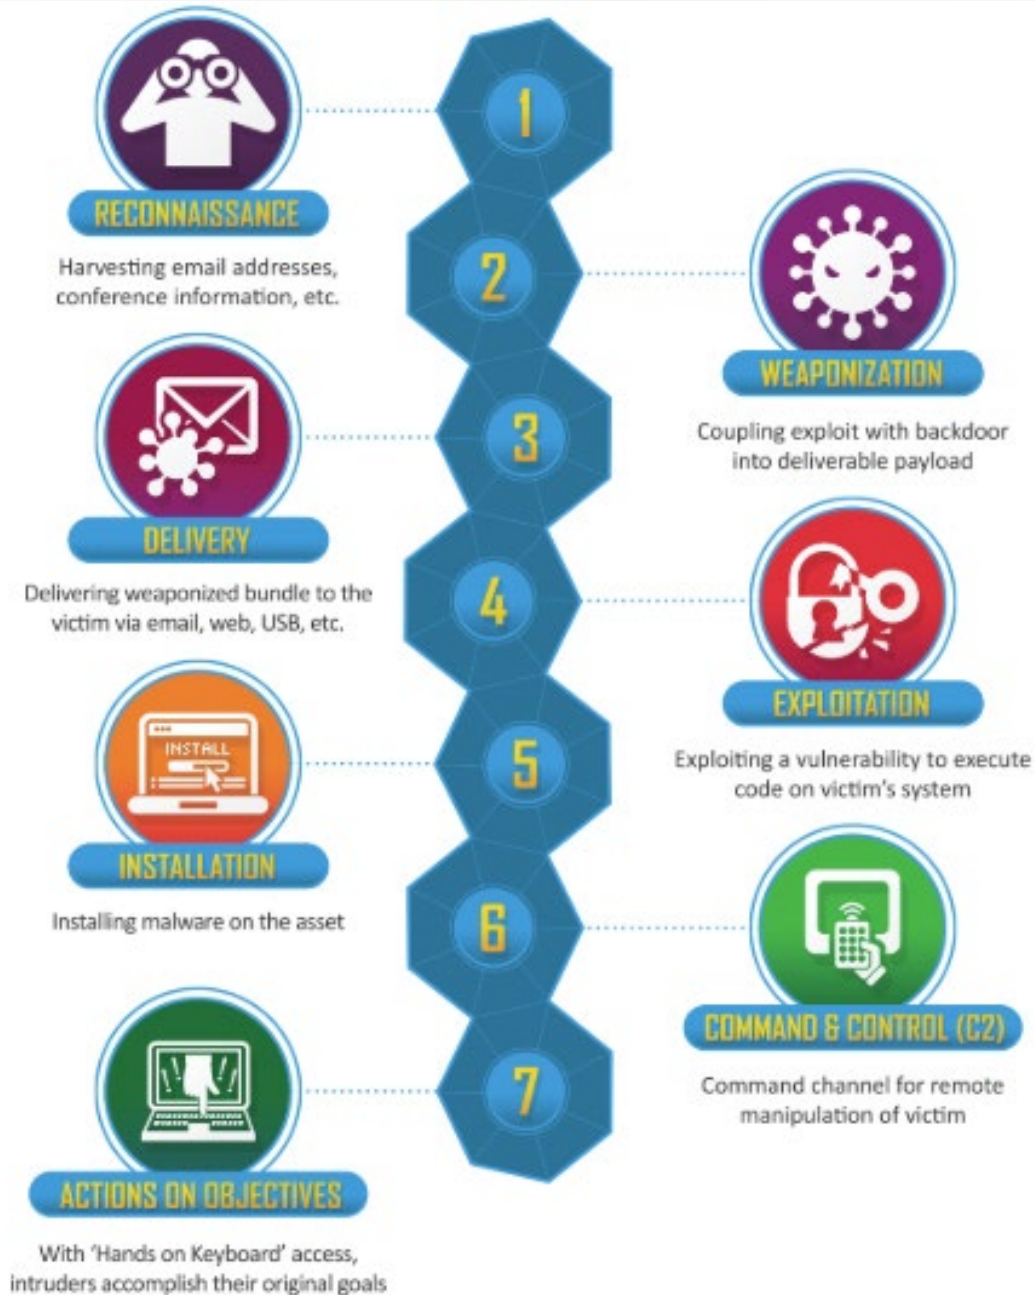 1
RECONNAISSANCE
Harvesting email addresses,
conference information, etc.
2
WEAPONIZATION
Coupling exploit with backdoor
into deliverable payload
3
DELIVERY
Delivering weaponized bundle to the
victim via email, web, USB, etc.
4
EXPLOITATION
Exploiting a vulnerability to execute
code on victim's system
5
INSTALL
INSTALLATION
Installing malware on the asset
6
COMMAND & CONTROL (C2)
Command channel for remote
manipulation of victim
7
ACTIONS ON OBJECTIVES
With 'Hands on Keyboard' access,
intruders accomplish their original goals